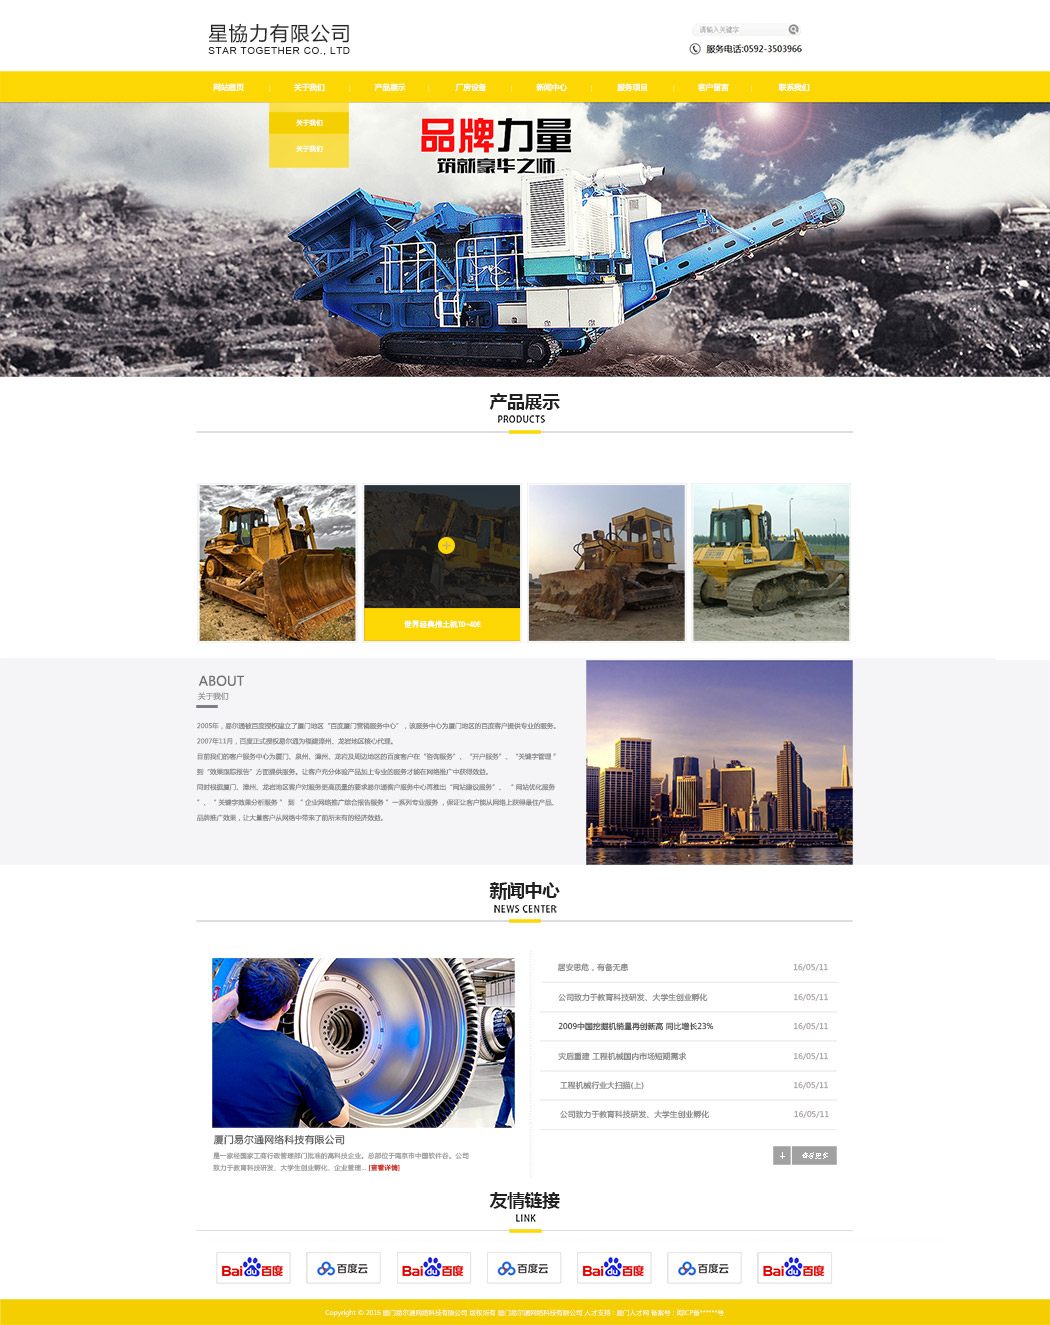 星協力有限公司
STAR TOGETHER CO., LTD
请输入关键字
服务电话:0592-3503966
网站首页 关于我们 产品展示 厂房设备 新闻中心 服务项目 客户留言 联系我们
关于我们
关于我们
品牌力量
筑就豪华之师
产品展示
PRODUCTS
世界经典推土机TD-40E
ABOUT
关于我们
2005年，易尔通被百度授权建立了厦门地区“百度厦门营销服务中心”，该服务中心为厦门地区的百度客户提供专业的服务。
2007年11月，百度正式授权易尔通为福建漳州、龙岩地区核心代理。
目前我们的客户服务中心为厦门、泉州、漳州、龙岩及周边地区的百度客户在“咨询服务”、“开户服务”、“关键字管理”
到“效果跟踪报告”方面提供服务。让客户充分体验产品加上专业的服务才能在网络推广中获得效益。
同时根据厦门、漳州、龙岩地区客户对服务更高质量的要求易尔通客户服务中心再推出“网站建设服务”、“网站优化服务
”、“关键字效果分析服务”到“企业网络推广综合报告服务”一系列专业服务，保证让客户能从网络上获得最佳产品、
品牌推广效果，让大量客户从网络中带来了前所未有的经济效益。
新闻中心
NEWS CENTER
厦门易尔通网络科技有限公司
是一家经国家工商行政管理部门批准的高科技企业。总部位于南京市中国软件谷。公司
致力于教育科技研发、大学生创业孵化、企业管理... [查看详情]
居安思危，有备无患 16/05/11
公司致力于教育科技研发、大学生创业孵化 16/05/11
2009中国挖掘机销量再创新高 同比增长23% 16/05/11
灾后重建 工程机械国内市场短期需求 16/05/11
工程机械行业大扫描(上) 16/05/11
公司致力于教育科技研发、大学生创业孵化 16/05/11
查看更多
友情链接
LINK
Bai du 百度 百度云 Bai du 百度 百度云 Bai du 百度 百度云 Bai du 百度
Copyright © 2016 厦门易尔通网络科技有限公司 版权所有 厦门易尔通网络科技有限公司 人才支持：厦门人才网 备案号：闽ICP备******号